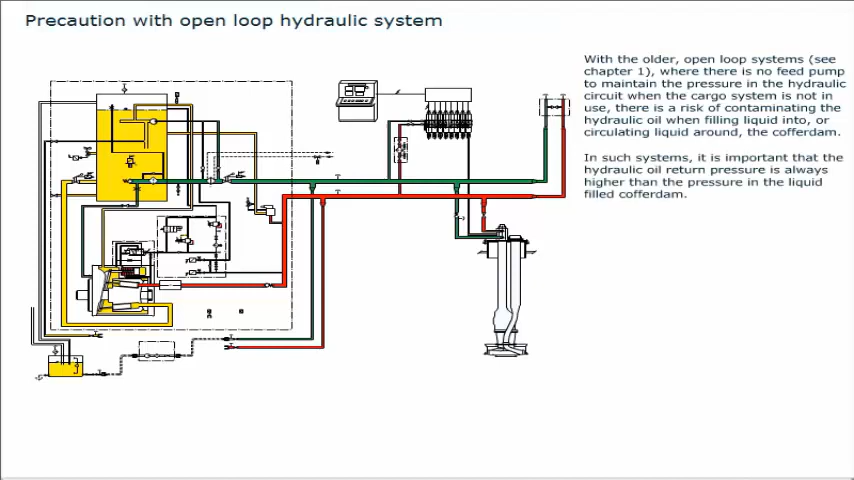 Precaution with open loop hydraulic system
With the older, open loop systems (see
chapter 1), where there is no feed pump
to maintain the pressure in the hydraulic
circuit when the cargo system is not in
use, there is a risk of contaminating the
hydraulic oil when filling liquid into, or
circulating liquid around, the cofferdam.
In such systems, it is important that the
hydraulic oil return pressure is always
higher than the pressure in the liquid
filled cofferdam.